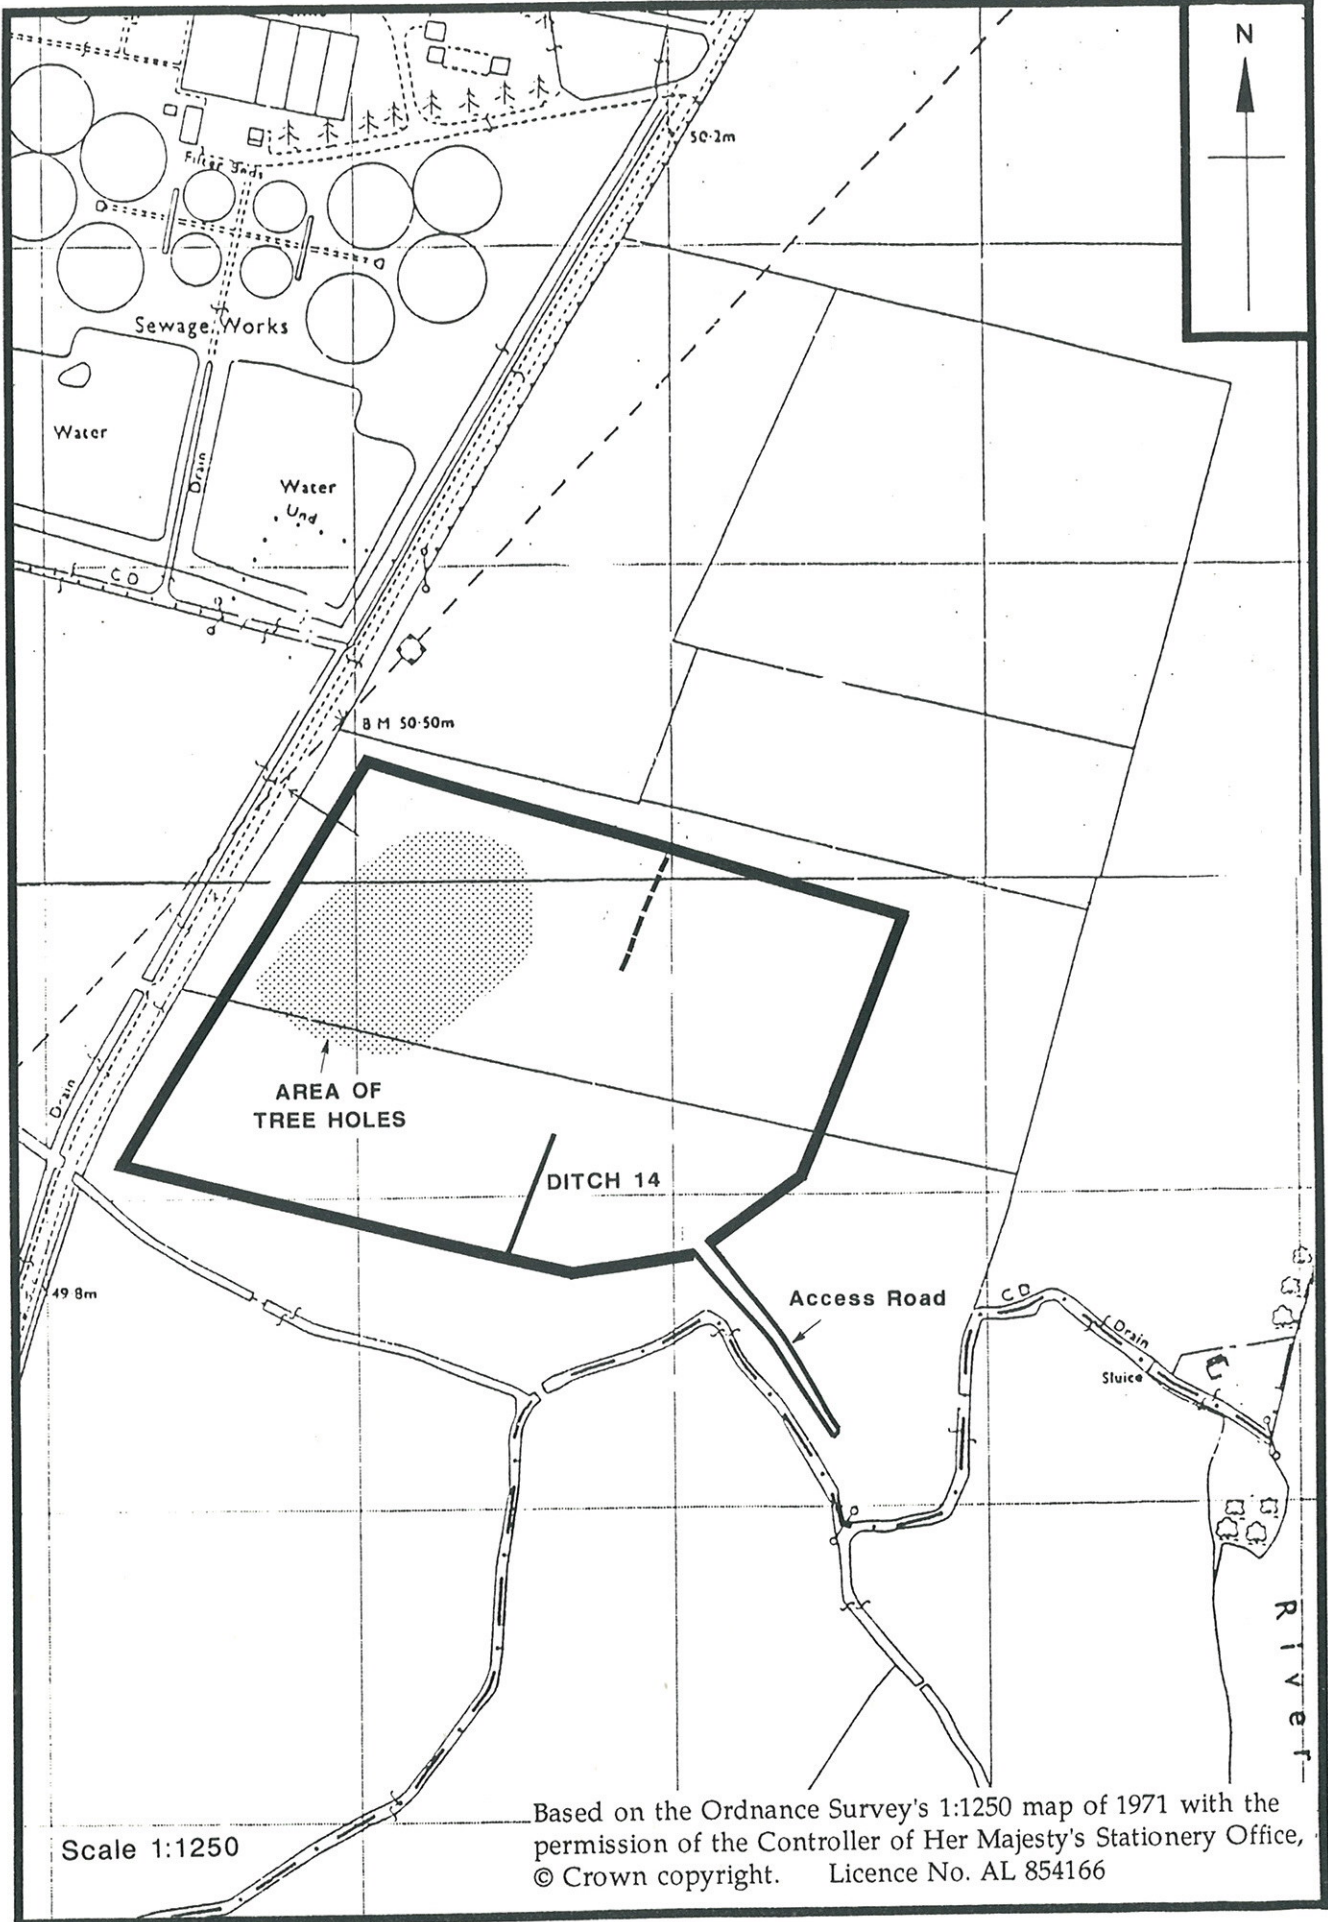 N
50·2m
Filter Beds
Sewage Works
Water
Drain
Water
Und
C D
B M 50·50m
AREA OF
TREE HOLES
Drain
DITCH 14
49·8m
Access Road
C D
Drain
Sluice
River
Scale 1:1250
Based on the Ordnance Survey's 1:1250 map of 1971 with the
permission of the Controller of Her Majesty's Stationery Office,
© Crown copyright. Licence No. AL 854166